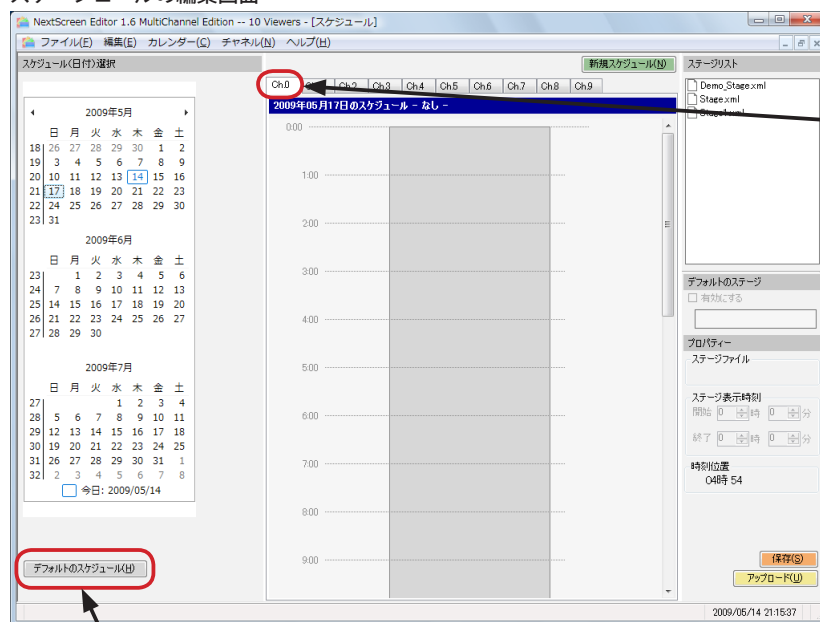 NextScreen Editor 1.6 MultiChannel Edition -- 10 Viewers - [スケジュール]
ファイル(F) 編集(E) カレンダー(C) チャネル(N) ヘルプ(H)
スケジュール(日付)選択
新規スケジュール(N)
ステージリスト
Ch.0 Ch.2 Ch.3 Ch.4 Ch.5 Ch.6 Ch.7 Ch.8 Ch.9
2009年05月17日のスケジュール - なし -
Demo_Stage.xml
Stage.xml
2009年5月
日 月 火 水 木 金 土
18 26 27 28 29 30 1 2
19 3 4 5 6 7 8 9
20 10 11 12 13 14 15 16
21 17 18 19 20 21 22 23
22 24 25 26 27 28 29 30
23 31
2009年6月
日 月 火 水 木 金 土
23 1 2 3 4 5 6
24 7 8 9 10 11 12 13
25 14 15 16 17 18 19 20
26 21 22 23 24 25 26 27
27 28 29 30
2009年7月
日 月 火 水 木 金 土
27 1 2 3 4
28 5 6 7 8 9 10 11
29 12 13 14 15 16 17 18
30 19 20 21 22 23 24 25
31 26 27 28 29 30 31 1
32 2 3 4 5 6 7 8
今日: 2009/05/14
デフォルトのスケジュール(H)
0:00
1:00
2:00
3:00
4:00
5:00
6:00
7:00
8:00
9:00
デフォルトのステージ
有効にする
プロパティー
ステージファイル
ステージ表示時刻
開始 0 時 0 分
終了 0 時 0 分
時刻位置
04時 54
保存(S)
アップロード(U)
2009/05/14 21:15:37